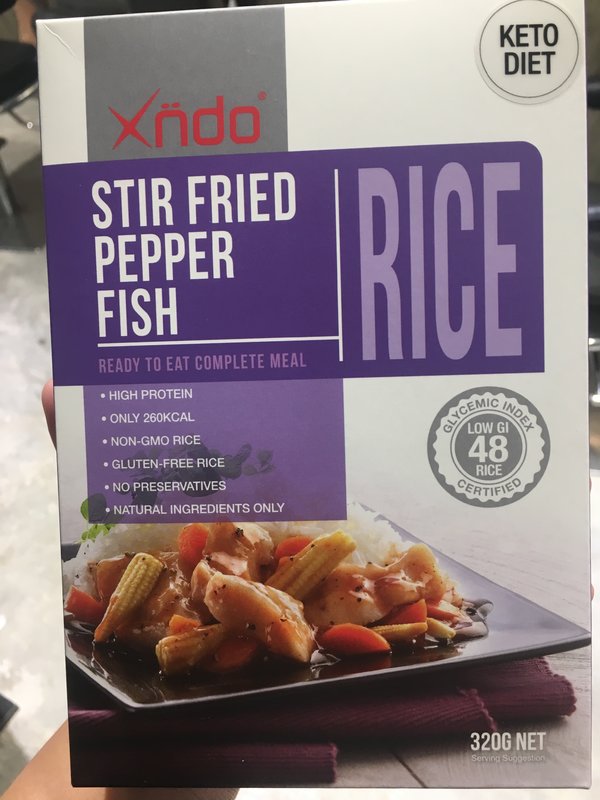 KETO
DIET
Xndo®
STIR FRIED
PEPPER
FISH
RICE
READY TO EAT COMPLETE MEAL
• HIGH PROTEIN
• ONLY 260KCAL
• NON-GMO RICE
• GLUTEN-FREE RICE
• NO PRESERVATIVES
• NATURAL INGREDIENTS ONLY
GLYCEMIC INDEX
LOW GI
48
RICE
CERTIFIED
320G NET
Serving Suggestion